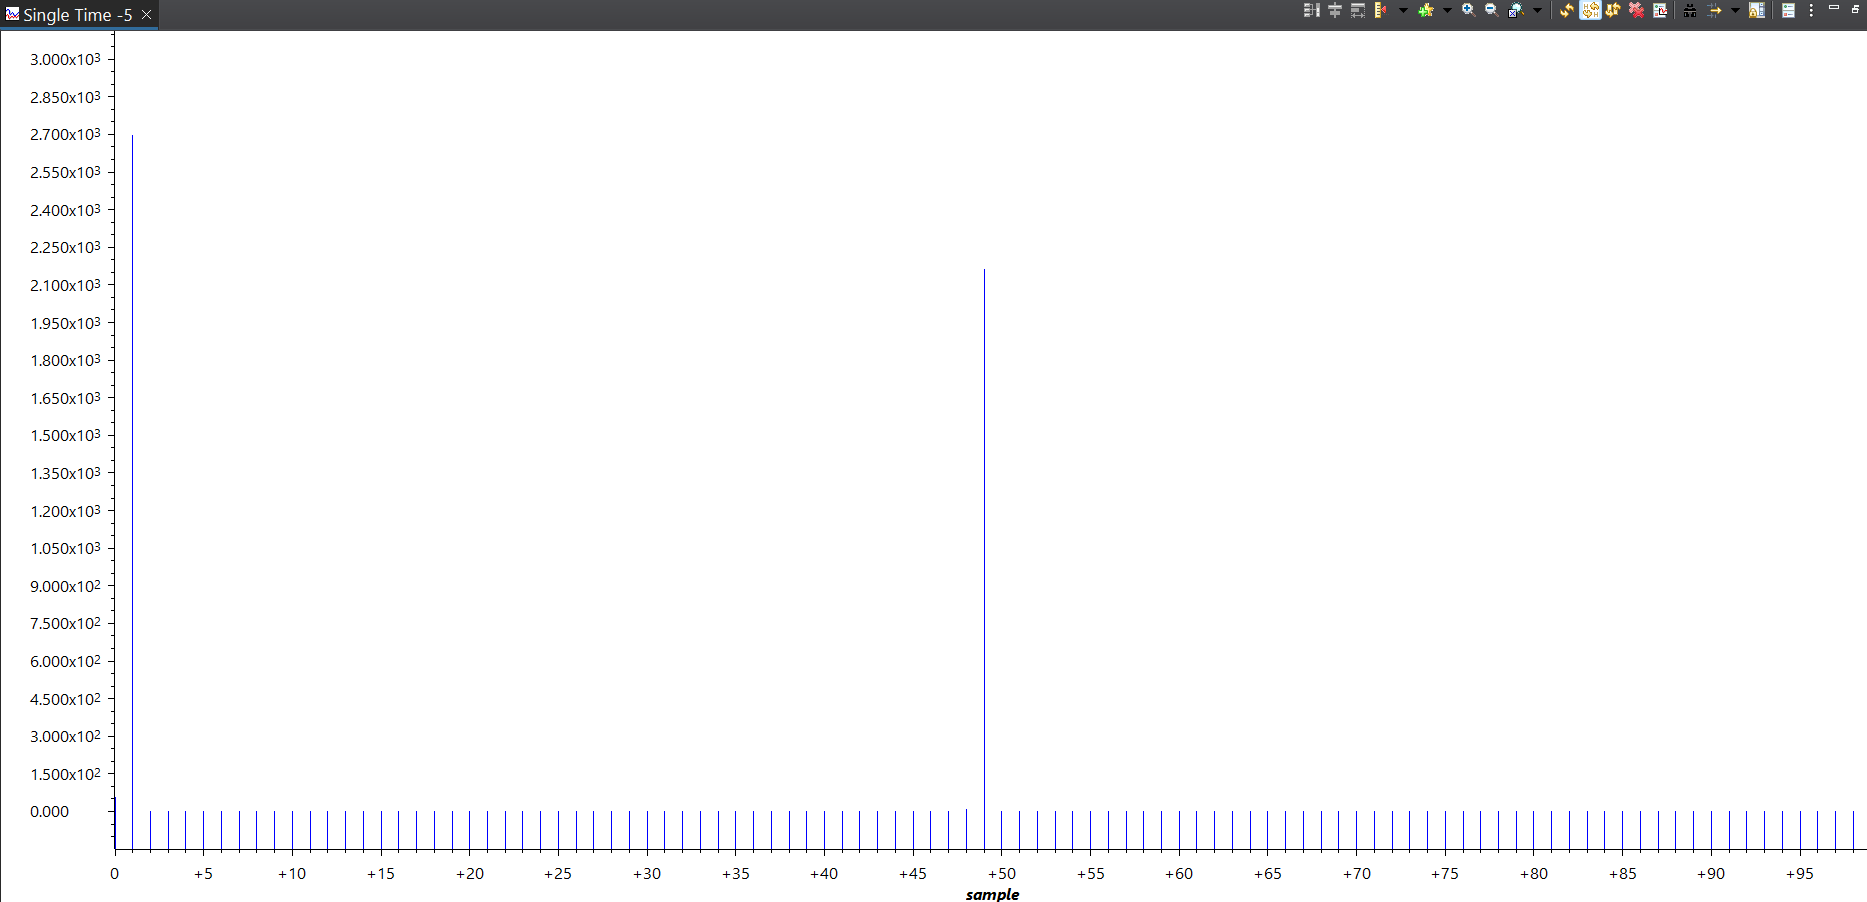 Single Time -5
3.000x10³
2.850x10³
2.700x10³
2.550x10³
2.400x10³
2.250x10³
2.100x10³
1.950x10³
1.800x10³
1.650x10³
1.500x10³
1.350x10³
1.200x10³
1.050x10³
9.000x10²
7.500x10²
6.000x10²
4.500x10²
3.000x10²
1.500x10²
0.000
0 +5 +10 +15 +20 +25 +30 +35 +40 +45 +50 +55 +60 +65 +70 +75 +80 +85 +90 +95
sample